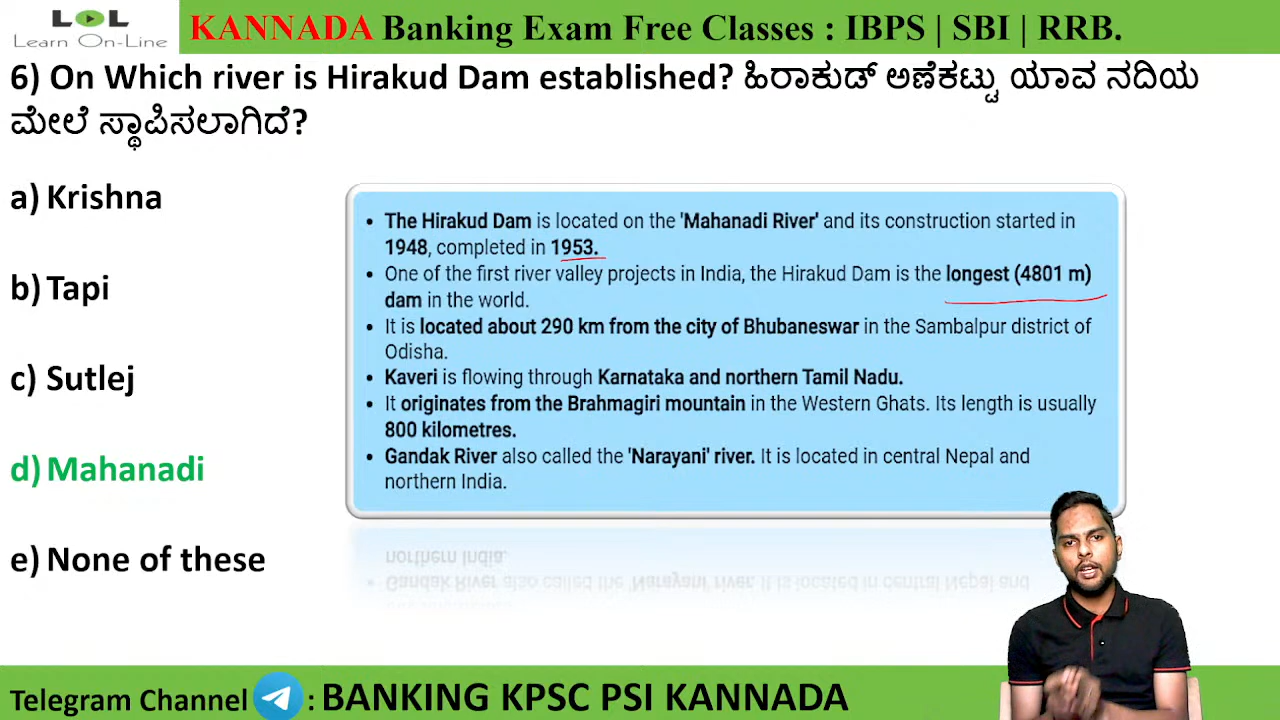 LOL
Learn On-Line
KANNADA Banking Exam Free Classes : IBPS | SBI | RRB.
6) On Which river is Hirakud Dam established? ಹಿರಾಕುಡ್ ಅಣೆಕಟ್ಟು ಯಾವ ನದಿಯ
ಮೇಲೆ ಸ್ಥಾಪಿಸಲಾಗಿದೆ?
a) Krishna
b) Tapi
c) Sutlej
d) Mahanadi
e) None of these
• The Hirakud Dam is located on the 'Mahanadi River' and its construction started in
1948, completed in 1953.
• One of the first river valley projects in India, the Hirakud Dam is the longest (4801 m)
dam in the world.
• It is located about 290 km from the city of Bhubaneswar in the Sambalpur district of
Odisha.
• Kaveri is flowing through Karnataka and northern Tamil Nadu.
• It originates from the Brahmagiri mountain in the Western Ghats. Its length is usually
800 kilometres.
• Gandak River also called the 'Narayani' river. It is located in central Nepal and
northern India.
Telegram Channel : BANKING KPSC PSI KANNADA